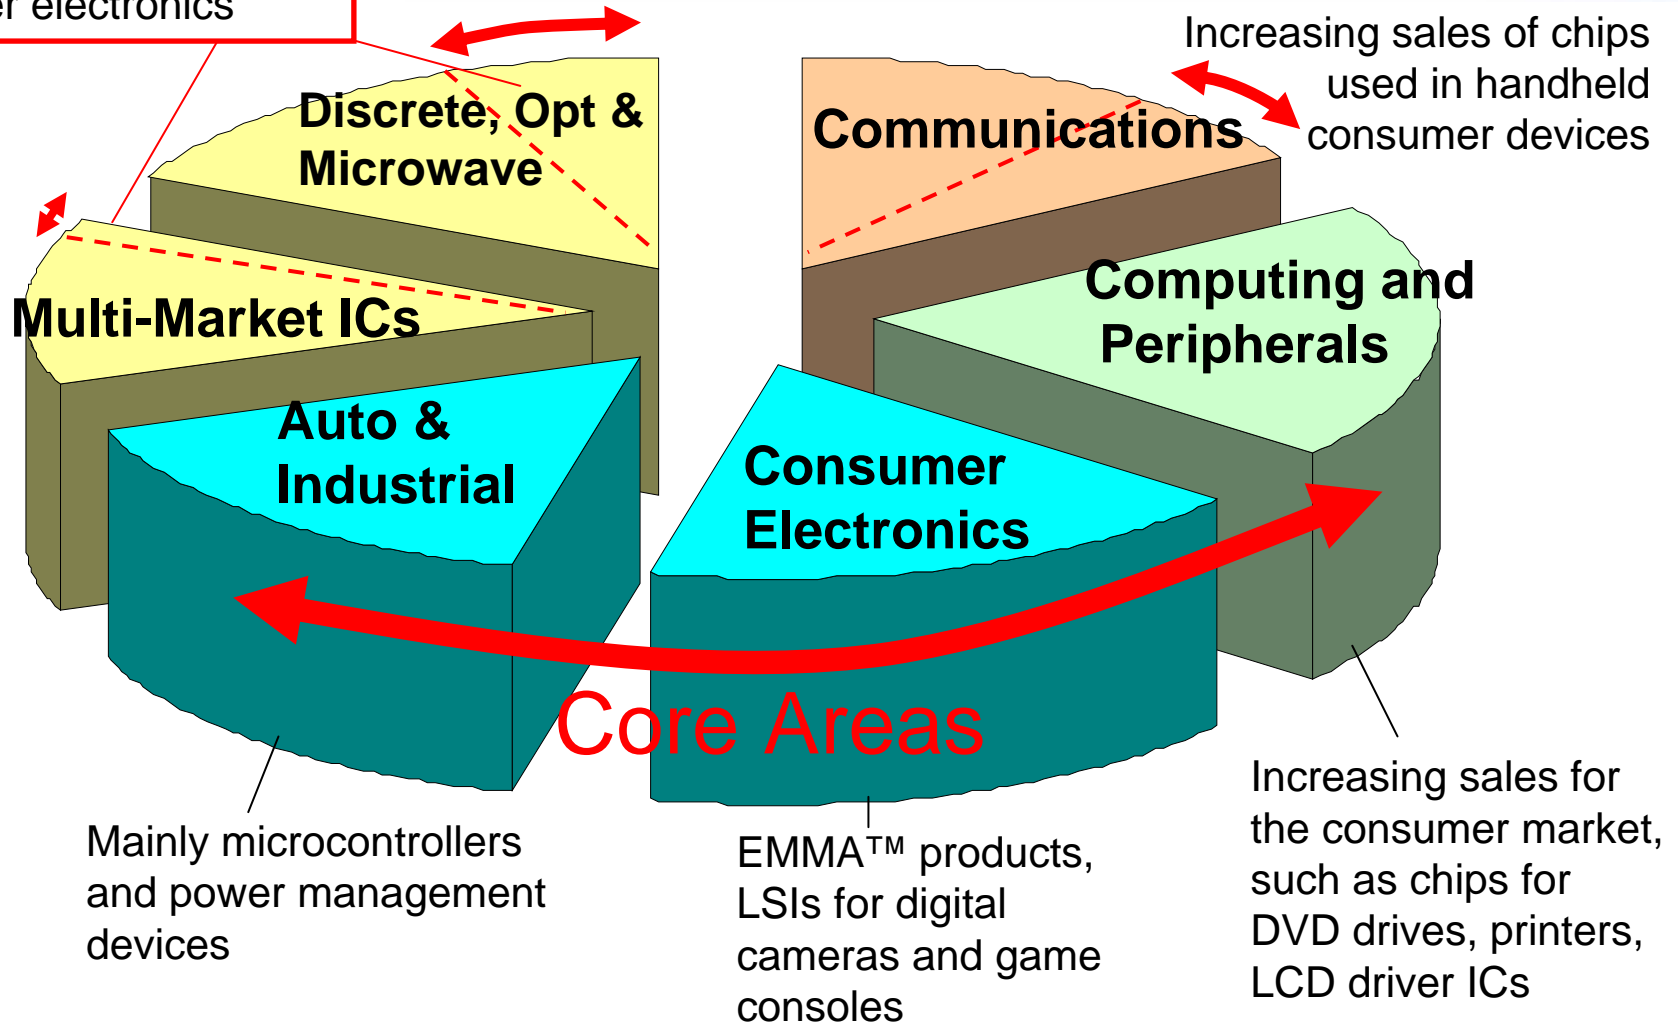 electronics
Increasing sales of chips
used in handheld
consumer devices
Discrete, Opt &
Microwave
Communications
Computing and
Peripherals
Multi-Market ICs
Auto &
Industrial
Consumer
Electronics
Core Areas
Mainly microcontrollers
and power management
devices
EMMA™ products,
LSIs for digital
cameras and game
consoles
Increasing sales for
the consumer market,
such as chips for
DVD drives, printers,
LCD driver ICs